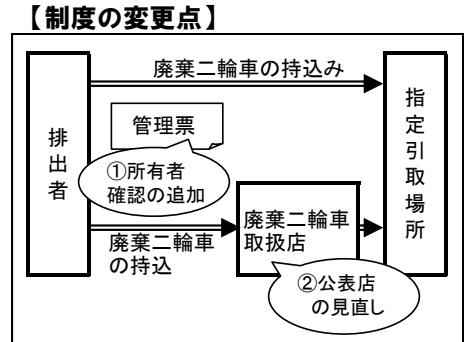 【制度の変更点】
廃棄二輪車の持込み
排出者
管理票
①所有者
確認の追加
廃棄二輪車
の持込
廃棄二輪車
取扱店
②公表店
の見直し
指定引取場所